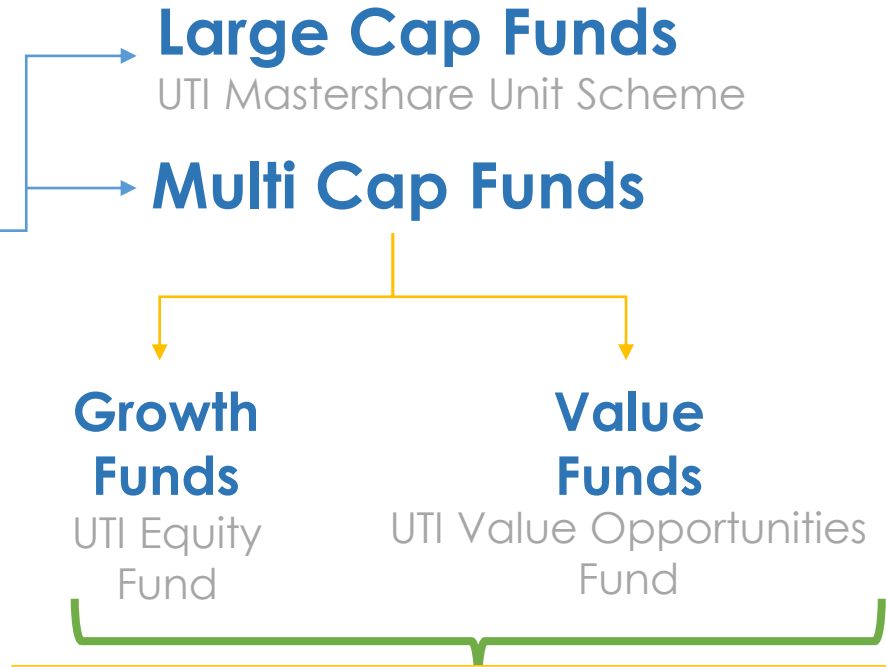 Large Cap Funds
UTI Mastershare Unit Scheme
Multi Cap Funds
Growth
Funds
UTI Equity
Fund
Value
Funds
UTI Value Opportunities
Fund